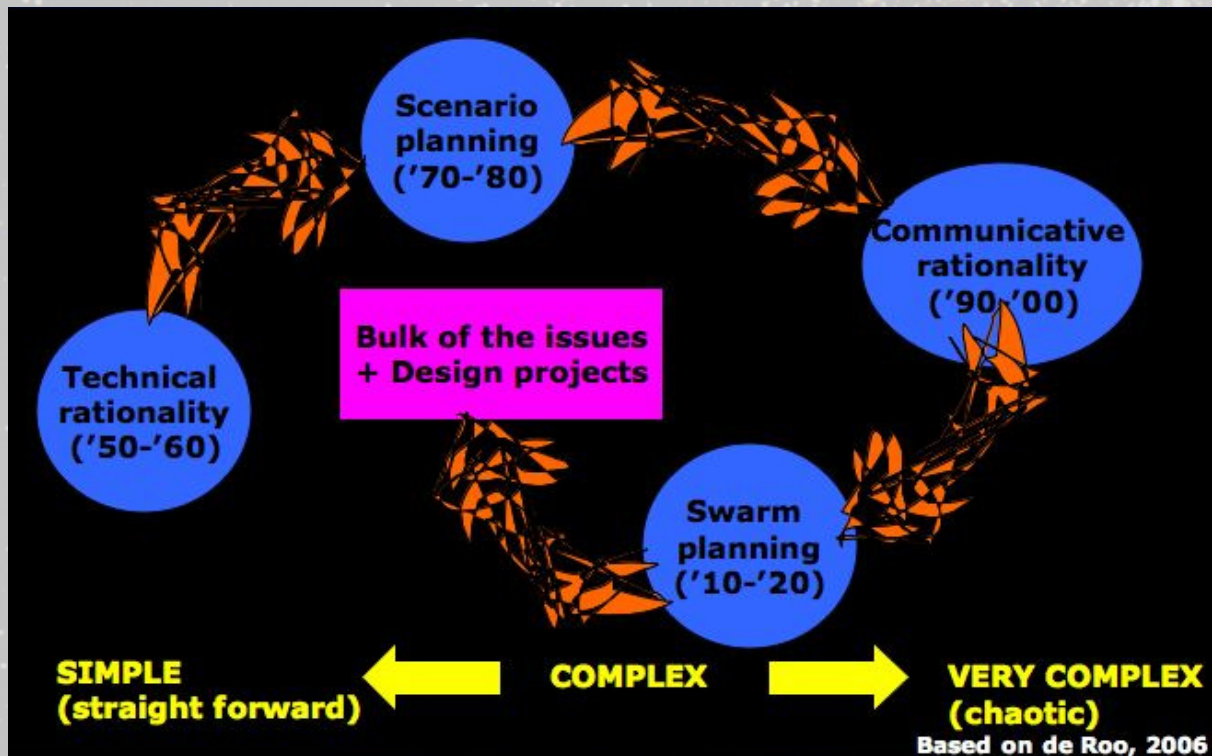 Scenario
planning
('70-'80)
Communicative
rationality
('90-'00)
Bulk of the issues
+ Design projects
Technical
rationality
('50-'60)
Swarm
planning
('10-'20)
SIMPLE
(straight forward)
COMPLEX
VERY COMPLEX
(chaotic)
Based on de Roo, 2006